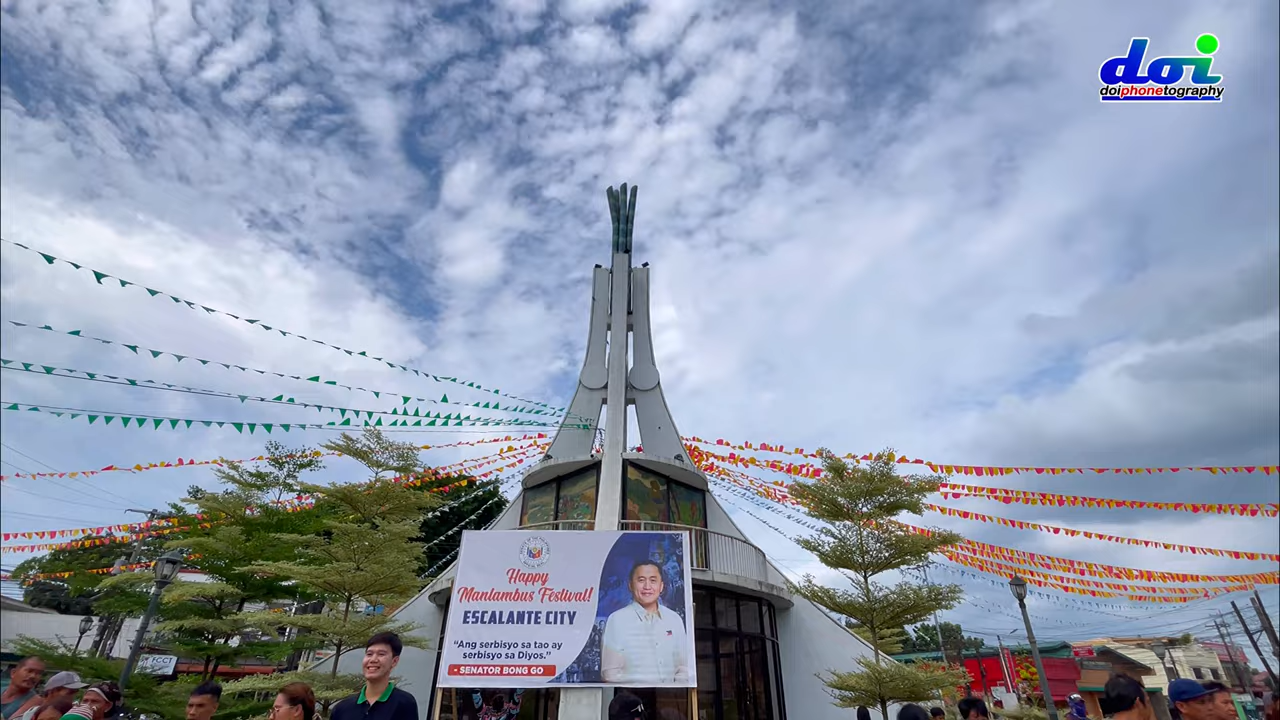 doi
doiphonetography
Happy
Manlambus Festival!
ESCALANTE CITY
"Ang serbisyo sa tao ay
serbisyo sa Diyos."
- SENATOR BONG GO